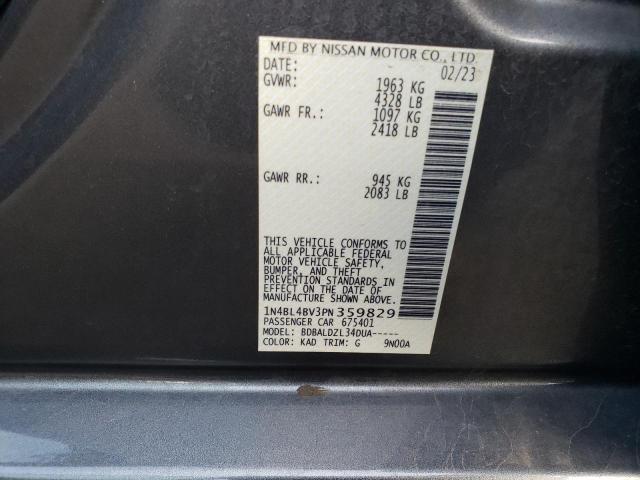 MFD BY NISSAN MOTOR CO., LTD.
DATE: 02/23
GVWR: 1963 KG
4328 LB
GAWR FR.: 1097 KG
2418 LB
GAWR RR.: 945 KG
2083 LB
THIS VEHICLE CONFORMS TO
ALL APPLICABLE FEDERAL
MOTOR VEHICLE SAFETY,
BUMPER, AND THEFT
PREVENTION STANDARDS
IN EFFECT ON THE DATE OF
MANUFACTURE SHOWN ABOVE.
1N4BL4BV3PN359829
PASSENGER CAR 675401
MODEL: BDBALDZL34DUA-----
COLOR: KAD TRIM: G 9N00A